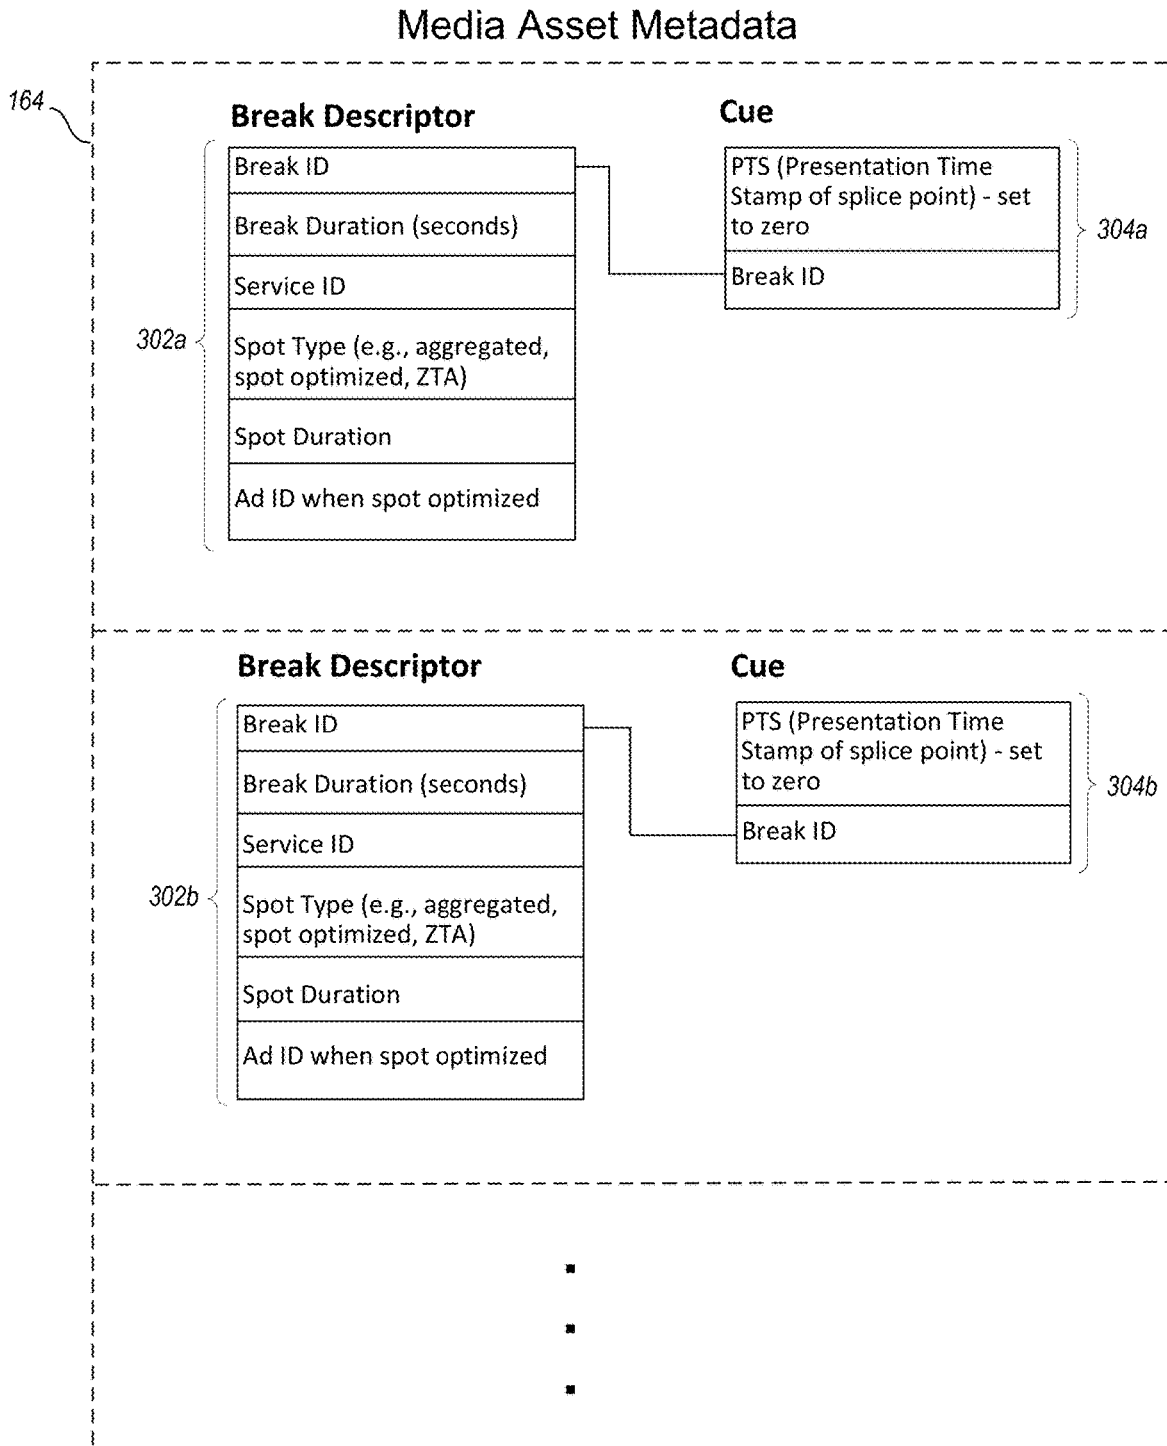 Media Asset Metadata
164
Break Descriptor
Cue
Break ID
Break Duration (seconds)
Service ID
Spot Type (e.g., aggregated,
spot optimized, ZTA)
Spot Duration
Ad ID when spot optimized
302a
PTS (Presentation Time
Stamp of splice point) - set
to zero
Break ID
304a
Break Descriptor
Cue
Break ID
Break Duration (seconds)
Service ID
Spot Type (e.g., aggregated,
spot optimized, ZTA)
Spot Duration
Ad ID when spot optimized
302b
PTS (Presentation Time
Stamp of splice point) - set
to zero
Break ID
304b